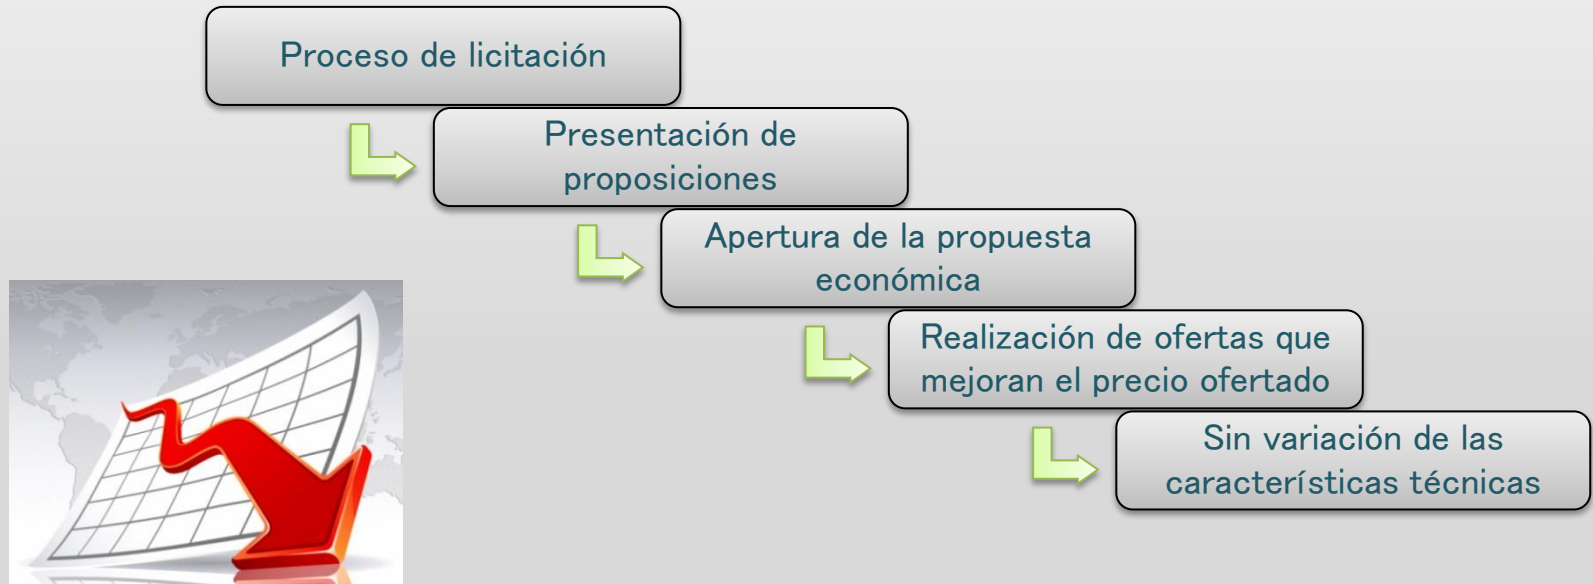 Proceso de licitación
Presentación de
proposiciones
Apertura de la propuesta
económica
Realización de ofertas que
mejoran el precio ofertado
Sin variación de las
características técnicas